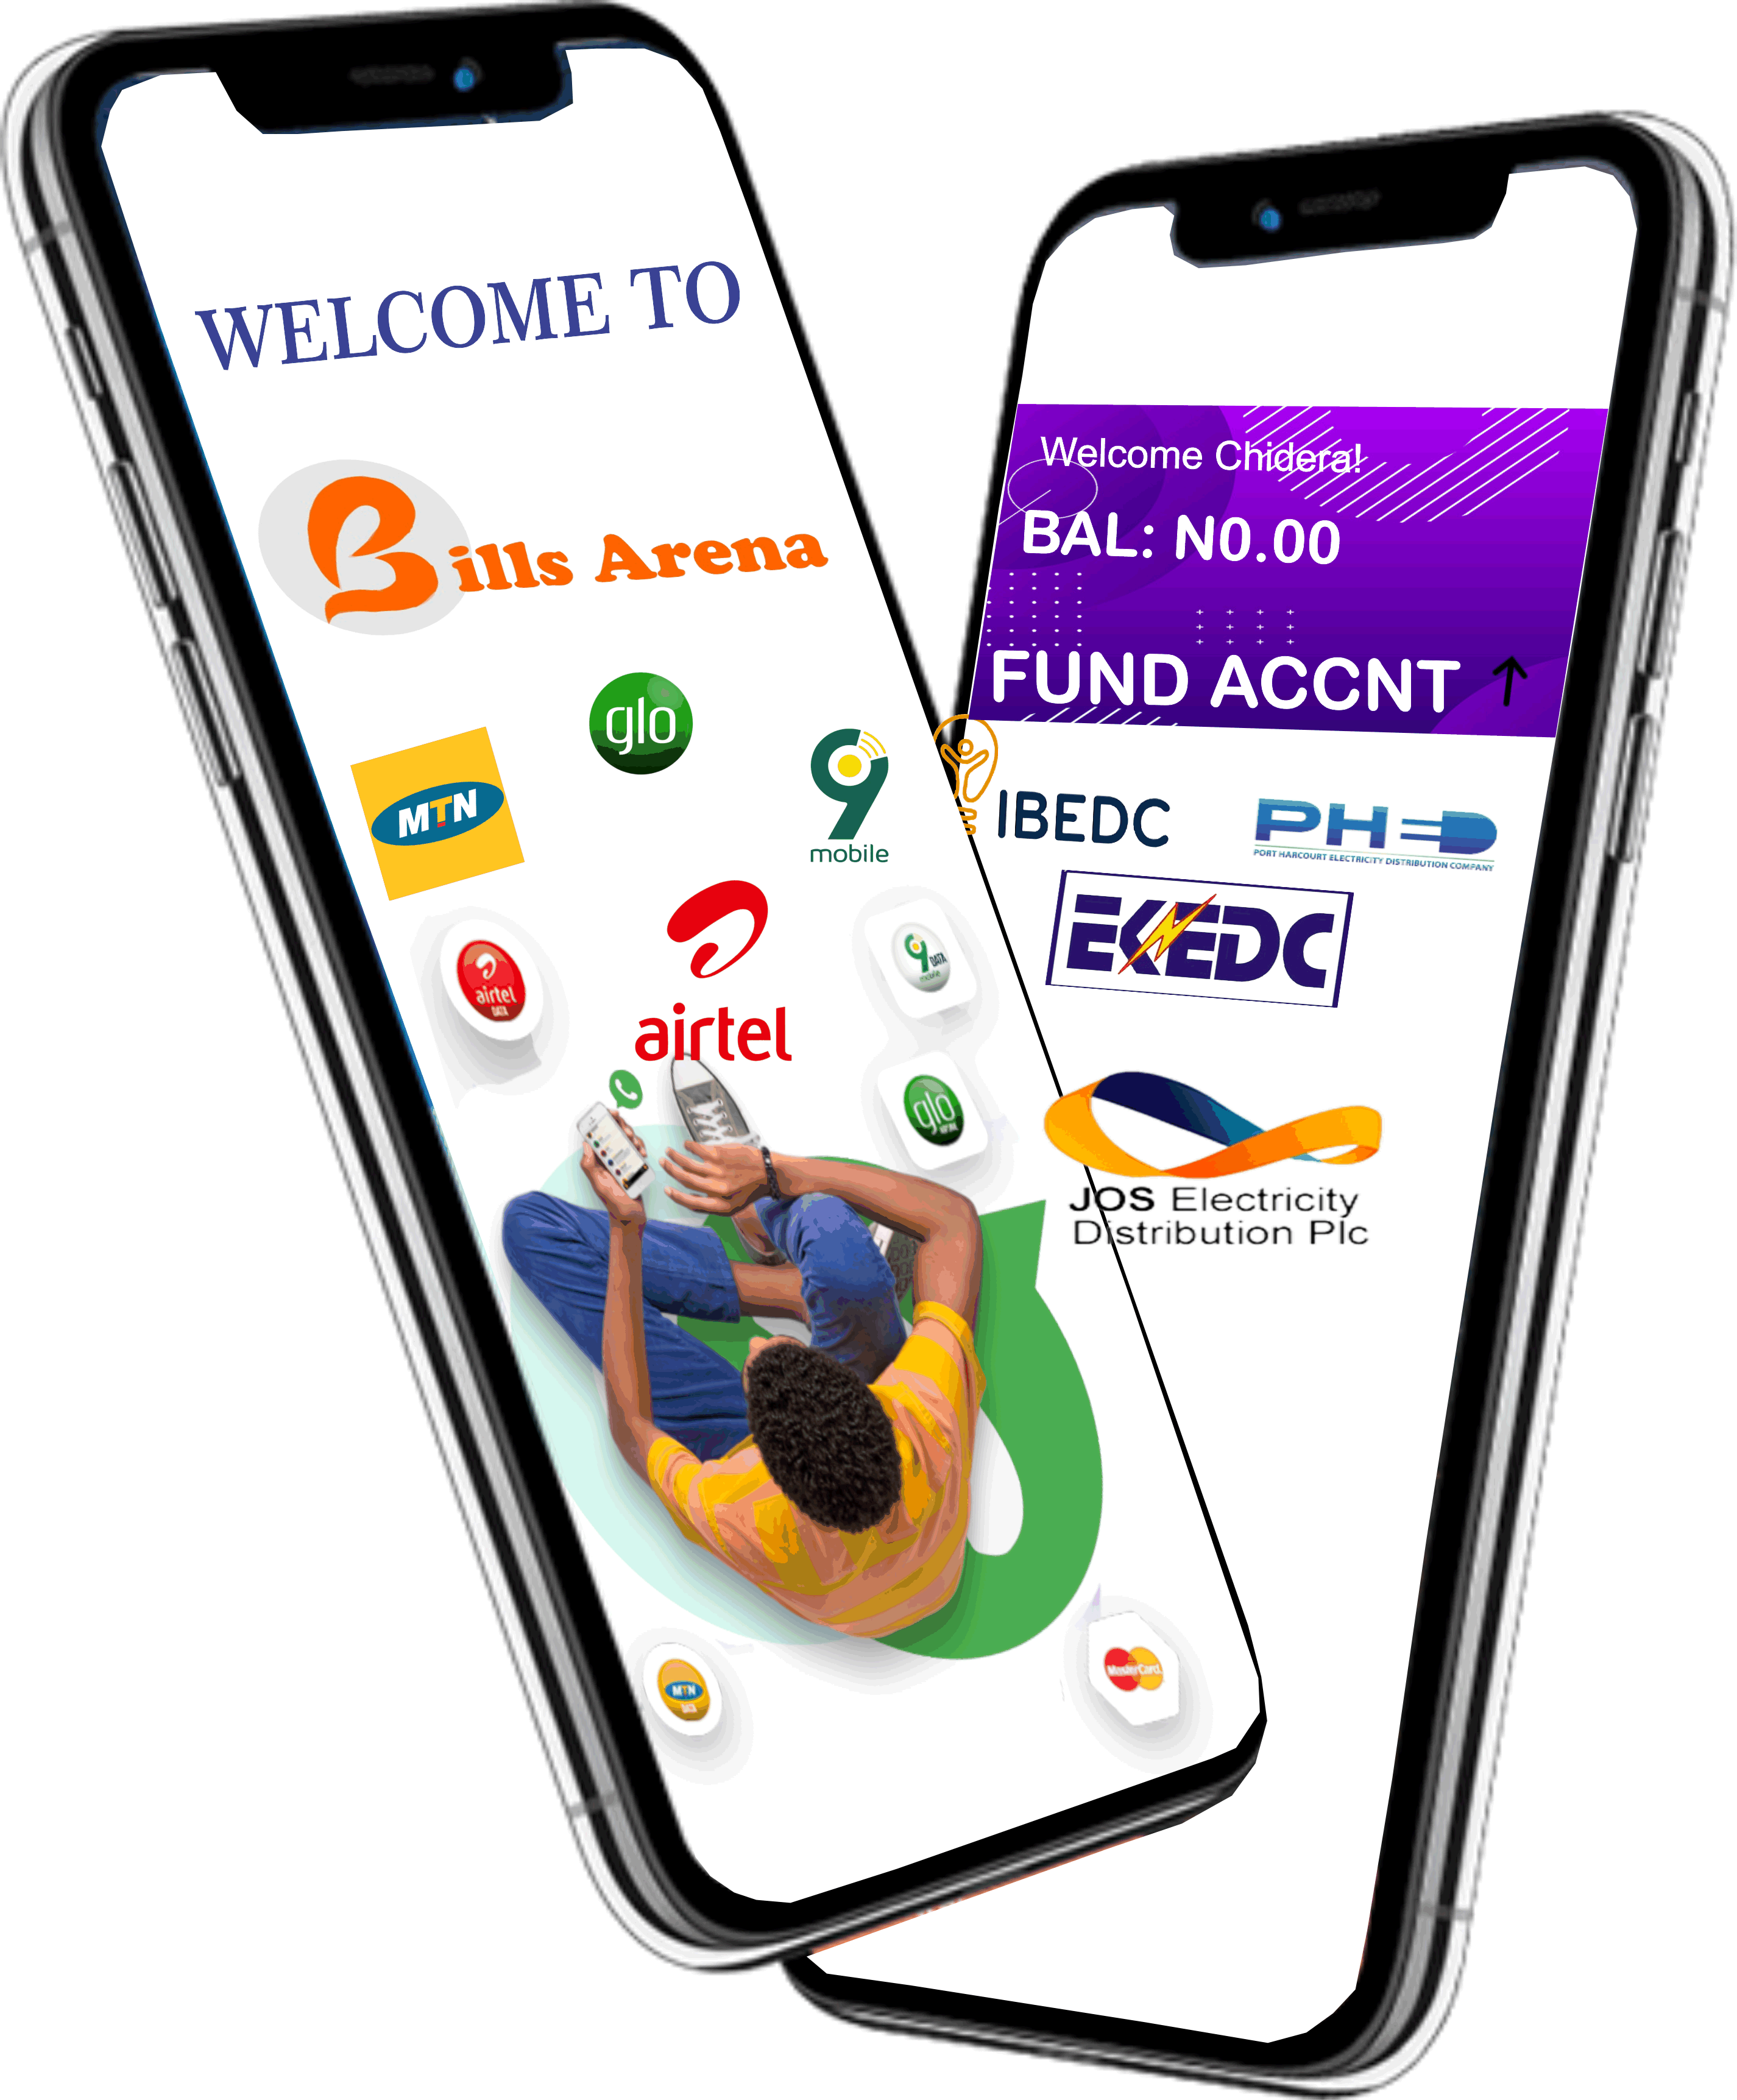 WELCOME TO
Bills Arena
glo
MTN
9
mobile
airtel
airtel
DATA
9
DATA
mobile
glo
MTN
DATA
MasterCard
Welcome Chidera!
BAL: N0.00
FUND ACCNT
IBEDC
PHED
PORT HARCOURT ELECTRICITY DISTRIBUTION COMPANY
EKEDC
JOS Electricity
Distribution Plc